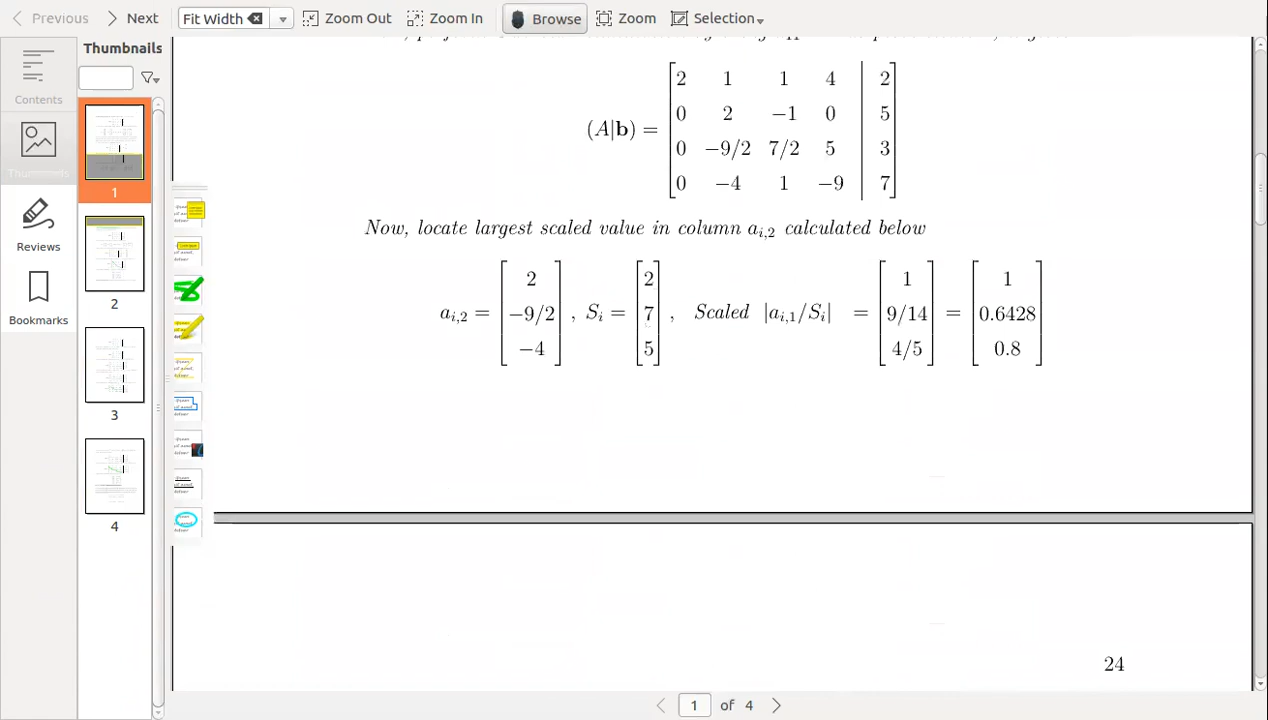 Previous Next Fit Width Zoom Out Zoom In Browse Zoom Selection
Thumbnails
Contents
Thumbnails
Reviews
Bookmarks
1
2
3
4
(A|b) =
2 1 1 4 | 2
0 2 −1 0 | 5
0 −9/2 7/2 5 | 3
0 −4 1 −9 | 7
Now, locate largest scaled value in column a_{i,2} calculated below
a_{i,2} = [2 −9/2 −4] , S_i = [2 7 5] , Scaled |a_{i,1}/S_i| = [1 9/14 4/5] = [1 0.6428 0.8]
24
1 of 4